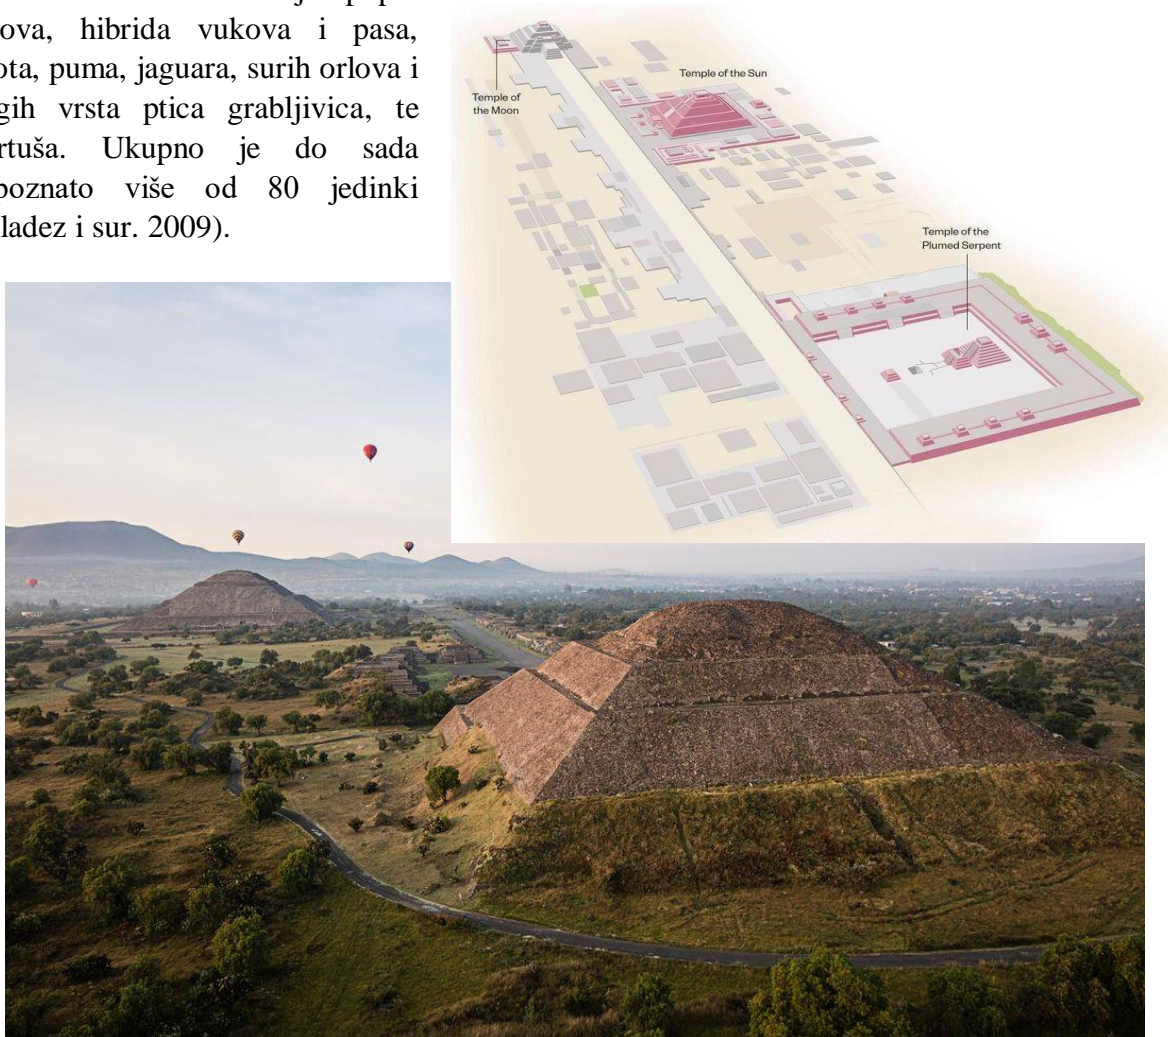 ova, hibrida vukova i pasa,
ota, puma, jaguara, surih orlova i
gih vrsta ptica grabljivica, te
rtuša. Ukupno je do sada
poznato više od 80 jedinki
ladez i sur. 2009).
Temple of the Sun
Temple of
the Moon
Temple of the
Plumed Serpent